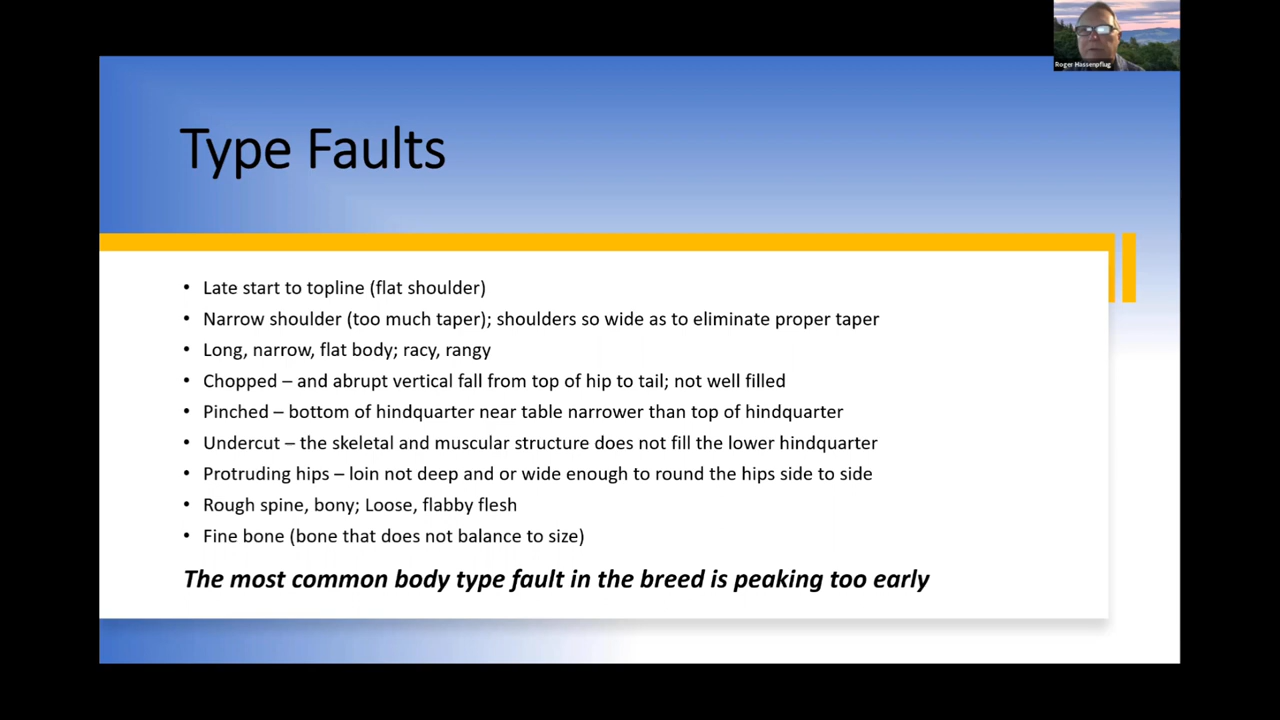 Roger Hassenpflug
Type Faults
• Late start to topline (flat shoulder)
• Narrow shoulder (too much taper); shoulders so wide as to eliminate proper taper
• Long, narrow, flat body; racy, rangy
• Chopped – and abrupt vertical fall from top of hip to tail; not well filled
• Pinched – bottom of hindquarter near table narrower than top of hindquarter
• Undercut – the skeletal and muscular structure does not fill the lower hindquarter
• Protruding hips – loin not deep and or wide enough to round the hips side to side
• Rough spine, bony; Loose, flabby flesh
• Fine bone (bone that does not balance to size)
The most common body type fault in the breed is peaking too early